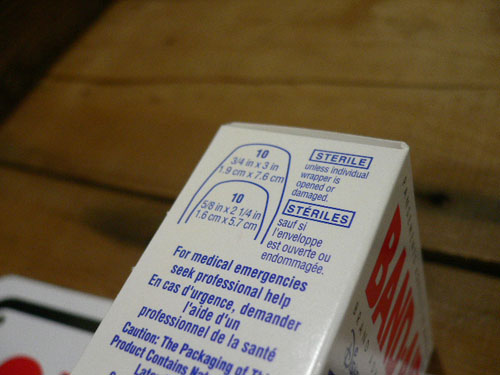 10
3/4 in x 3 in
1.9 cm x 7.6 cm
10
5/8 in x 2 1/4 in
1.6 cm x 5.7 cm
STERILE
unless individual
wrapper is
opened or
damaged.
STÉRILES
sauf si
l'enveloppe
est ouverte ou
endommagée.
For medical emergencies
seek professional help
En cas d'urgence, demander
l'aide d'un
professionnel de la santé
Caution: The Packaging of
Product Contains